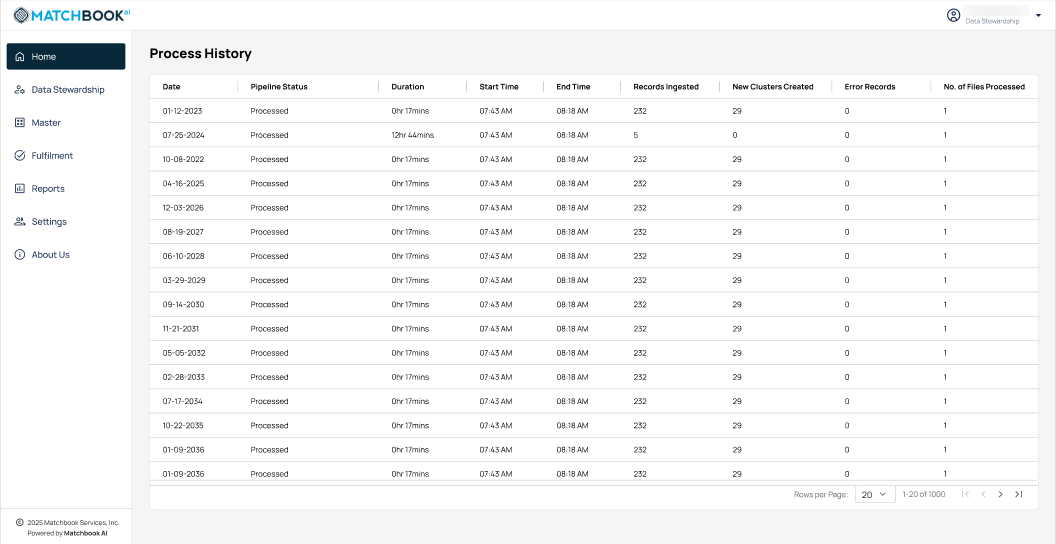 MATCHBOOKai
Data Stewardship
Home
Data Stewardship
Master
Fulfilment
Reports
Settings
About Us
© 2025 Matchbook Services, Inc.
Powered by Matchbook AI
Process History
Date Pipeline Status Duration Start Time End Time Records Ingested New Clusters Created Error Records No. of Files Processed
01-12-2023 Processed 0hr 17mins 07:43 AM 08:18 AM 232 29 0 1
07-25-2024 Processed 12hr 44mins 07:43 AM 08:18 AM 5 0 0 1
10-08-2022 Processed 0hr 17mins 07:43 AM 08:18 AM 232 29 0 1
04-16-2025 Processed 0hr 17mins 07:43 AM 08:18 AM 232 29 0 1
12-03-2026 Processed 0hr 17mins 07:43 AM 08:18 AM 232 29 0 1
08-19-2027 Processed 0hr 17mins 07:43 AM 08:18 AM 232 29 0 1
06-10-2028 Processed 0hr 17mins 07:43 AM 08:18 AM 232 29 0 1
03-29-2029 Processed 0hr 17mins 07:43 AM 08:18 AM 232 29 0 1
09-14-2030 Processed 0hr 17mins 07:43 AM 08:18 AM 232 29 0 1
11-21-2031 Processed 0hr 17mins 07:43 AM 08:18 AM 232 29 0 1
05-05-2032 Processed 0hr 17mins 07:43 AM 08:18 AM 232 29 0 1
02-28-2033 Processed 0hr 17mins 07:43 AM 08:18 AM 232 29 0 1
07-17-2034 Processed 0hr 17mins 07:43 AM 08:18 AM 232 29 0 1
10-22-2035 Processed 0hr 17mins 07:43 AM 08:18 AM 232 29 0 1
01-09-2036 Processed 0hr 17mins 07:43 AM 08:18 AM 232 29 0 1
01-09-2036 Processed 0hr 17mins 07:43 AM 08:18 AM 232 29 0 1
Rows per Page: 20 1-20 of 1000